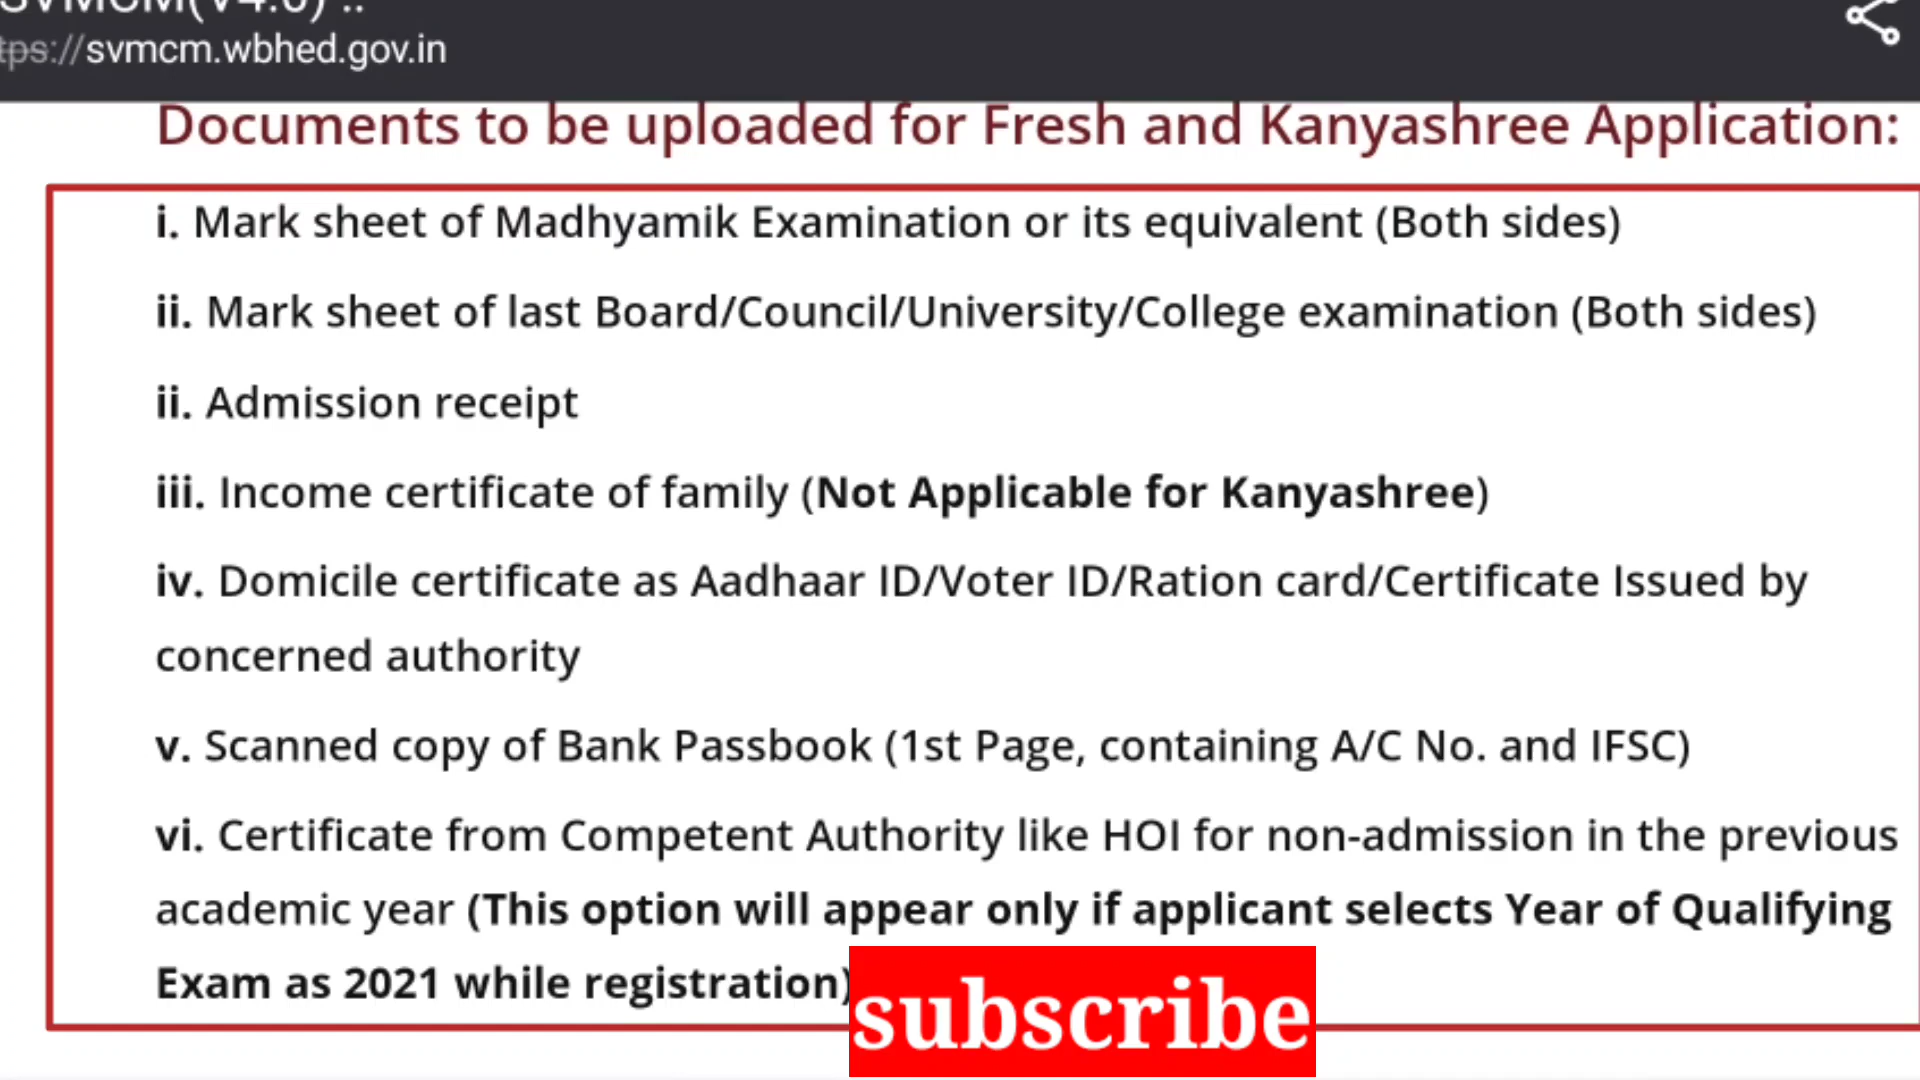 SVMCM(V4.0) ..
tps://svmcm.wbhed.gov.in
Documents to be uploaded for Fresh and Kanyashree Application:
i. Mark sheet of Madhyamik Examination or its equivalent (Both sides)
ii. Mark sheet of last Board/Council/University/College examination (Both sides)
ii. Admission receipt
iii. Income certificate of family (Not Applicable for Kanyashree)
iv. Domicile certificate as Aadhaar ID/Voter ID/Ration card/Certificate Issued by
concerned authority
v. Scanned copy of Bank Passbook (1st Page, containing A/C No. and IFSC)
vi. Certificate from Competent Authority like HOI for non-admission in the previous
academic year (This option will appear only if applicant selects Year of Qualifying
Exam as 2021 while registration)
subscribe